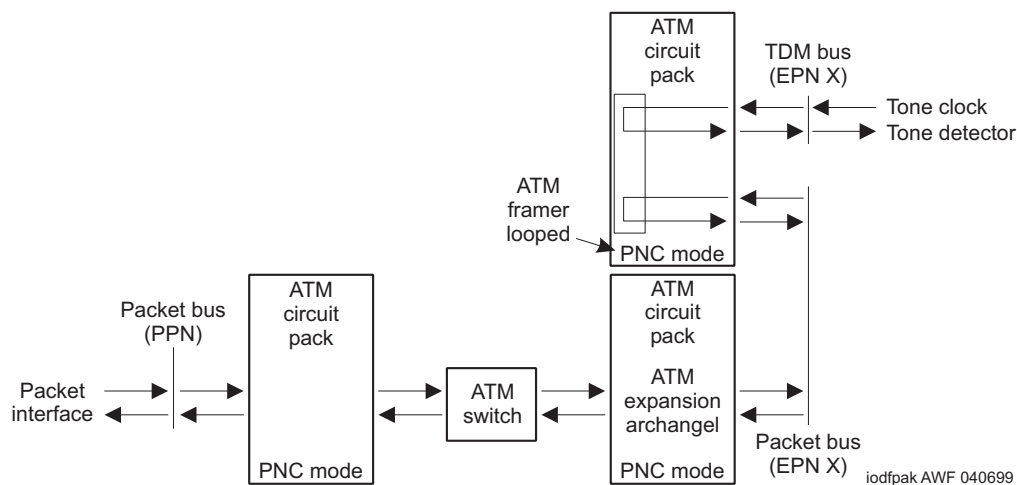 ATM
circuit
pack
TDM bus
(EPN X)
Tone clock
Tone detector
ATM
framer
looped
PNC mode
Packet bus
(PPN)
ATM
circuit
pack
ATM
circuit
pack
Packet
interface
ATM
switch
ATM
expansion
archangel
PNC mode
PNC mode
Packet bus
(EPN X)
iodfpak AWF 040699